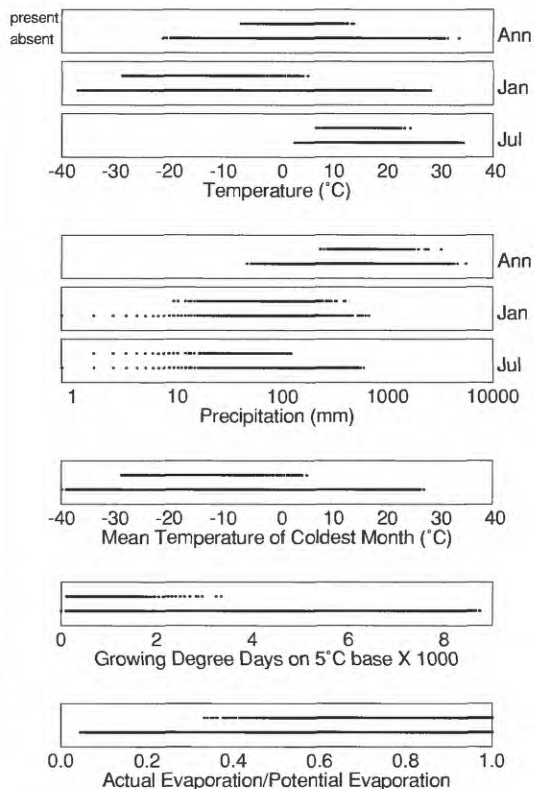 present
absent
Ann
Jan
Jul
-40 -30 -20 -10 0 10 20 30 40
Temperature (˚C)
Ann
Jan
Jul
1 10 100 1000 10000
Precipitation (mm)
-40 -30 -20 -10 0 10 20 30 40
Mean Temperature of Coldest Month (˚C)
0 2 4 6 8
Growing Degree Days on 5˚C base X 1000
0.0 0.2 0.4 0.6 0.8 1.0
Actual Evaporation/Potential Evaporation